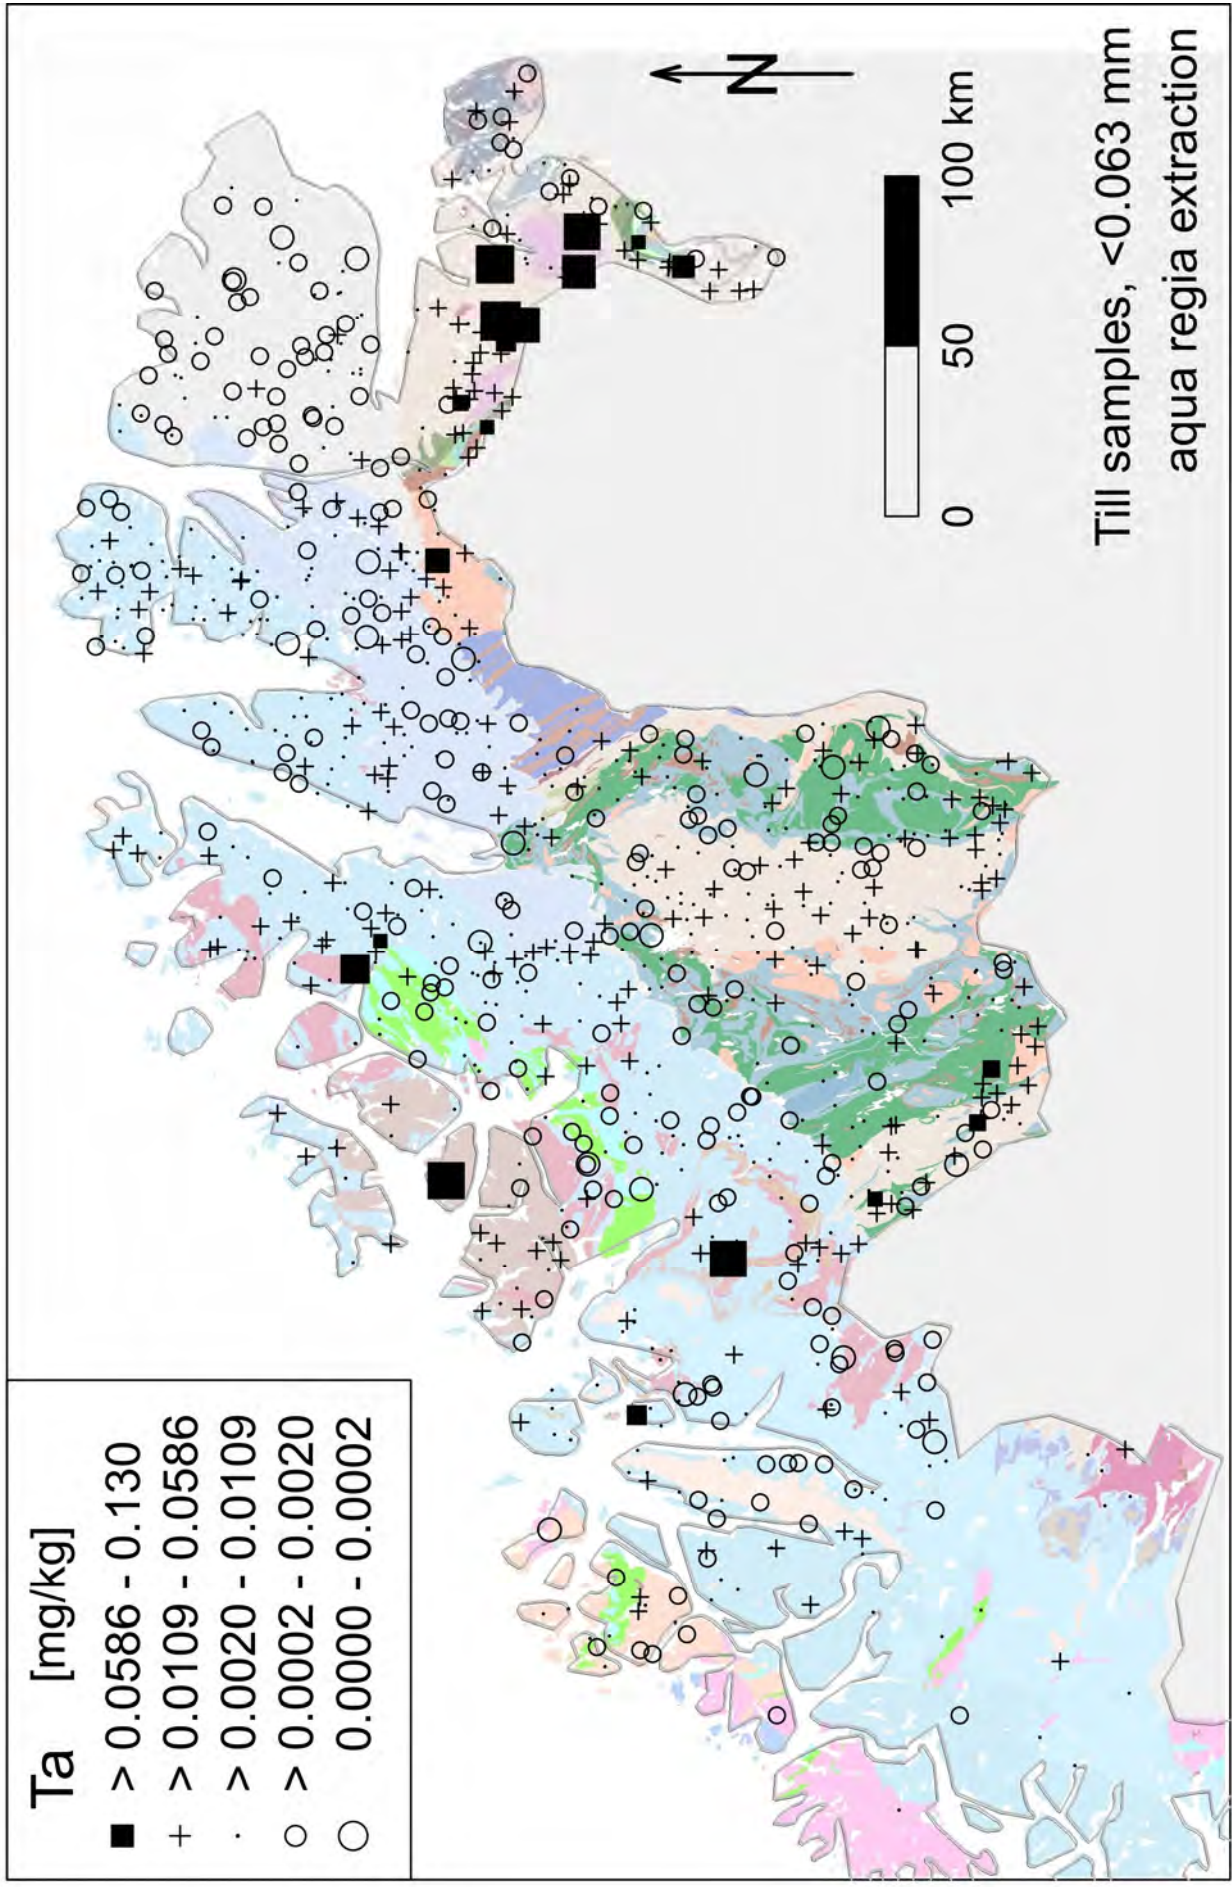 Ta [mg/kg]
> 0.0586 - 0.130
> 0.0109 - 0.0586
> 0.0020 - 0.0109
> 0.0002 - 0.0020
0.0000 - 0.0002
N
0 50 100 km
Till samples, <0.063 mm
aqua regia extraction